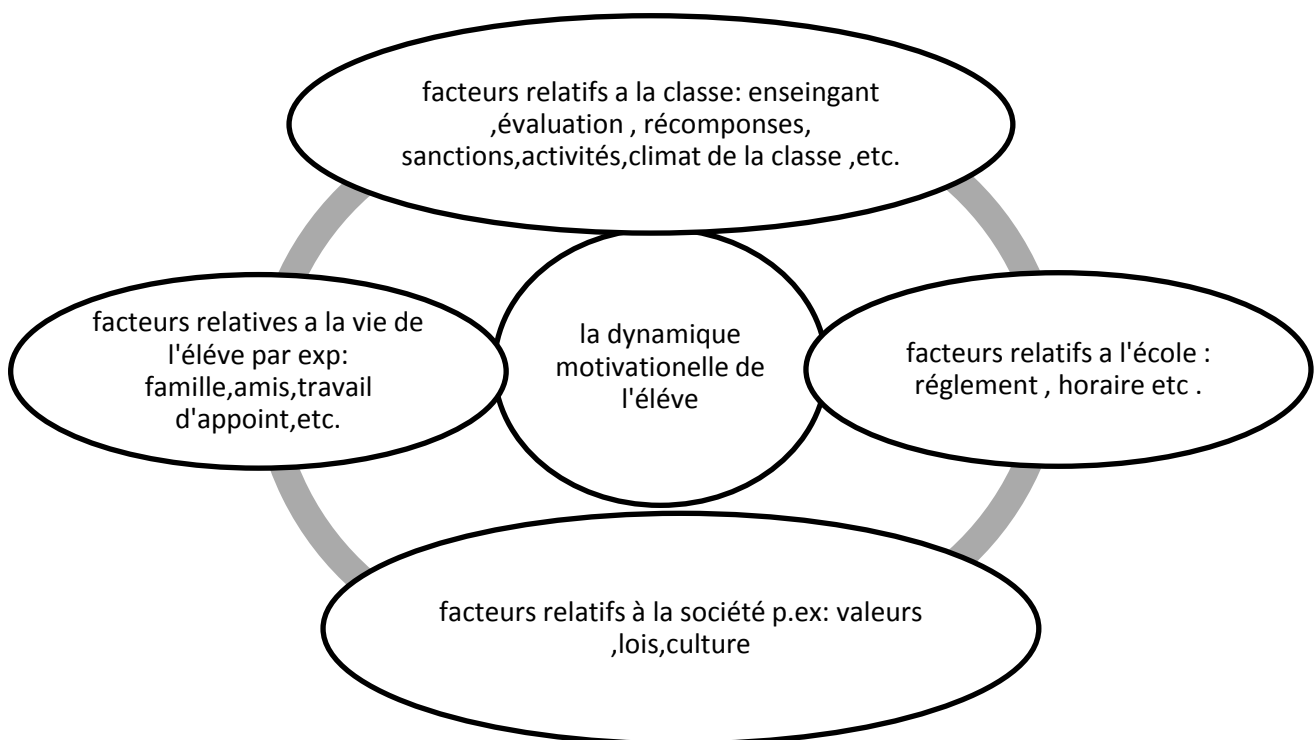 facteurs relatifs a la classe: enseingant
,évaluation , récomponses,
sanctions,activités,climat de la classe ,etc.
facteurs relatives a la vie de
l'éléve par exp:
famille,amis,travail
d'appoint,etc.
la dynamique
motivationelle de
l'éléve
facteurs relatifs a l'école :
réglement , horaire etc .
facteurs relatifs à la société p.ex: valeurs
,lois,culture